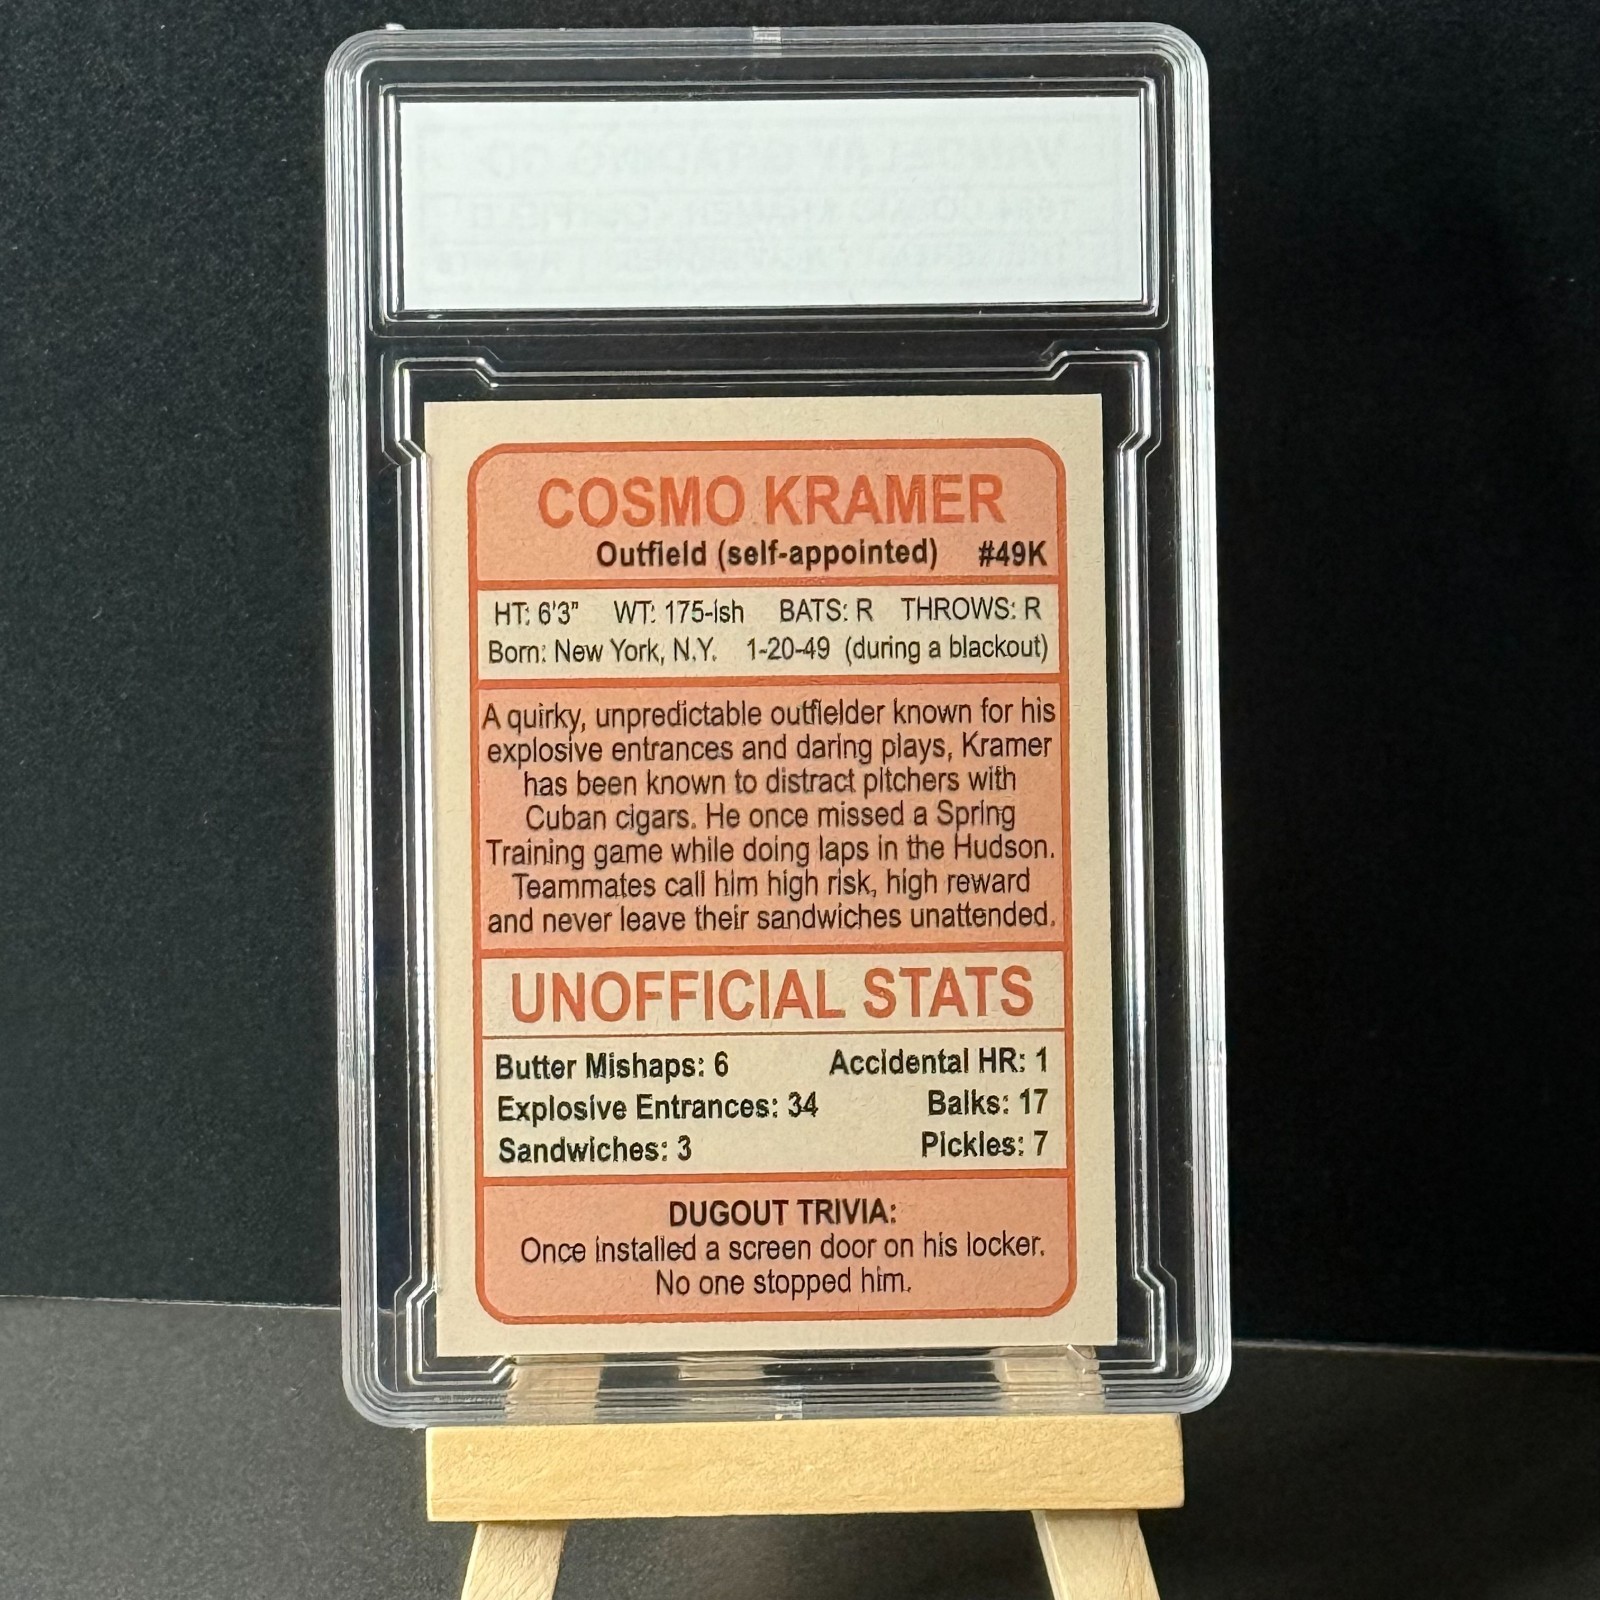 COSMO KRAMER
Outfield (self-appointed) #49K
HT: 6'3" WT: 175-ish BATS: R THROWS: R
Born: New York, N.Y. 1-20-49 (during a blackout)
A quirky, unpredictable outfielder known for his
explosive entrances and daring plays, Kramer
has been known to distract pitchers with
Cuban cigars. He once missed a Spring
Training game while doing laps in the Hudson.
Teammates call him high risk, high reward
and never leave their sandwiches unattended.
UNOFFICIAL STATS
Butter Mishaps: 6 Accidental HR: 1
Explosive Entrances: 34 Balks: 17
Sandwiches: 3 Pickles: 7
DUGOUT TRIVIA:
Once installed a screen door on his locker.
No one stopped him.